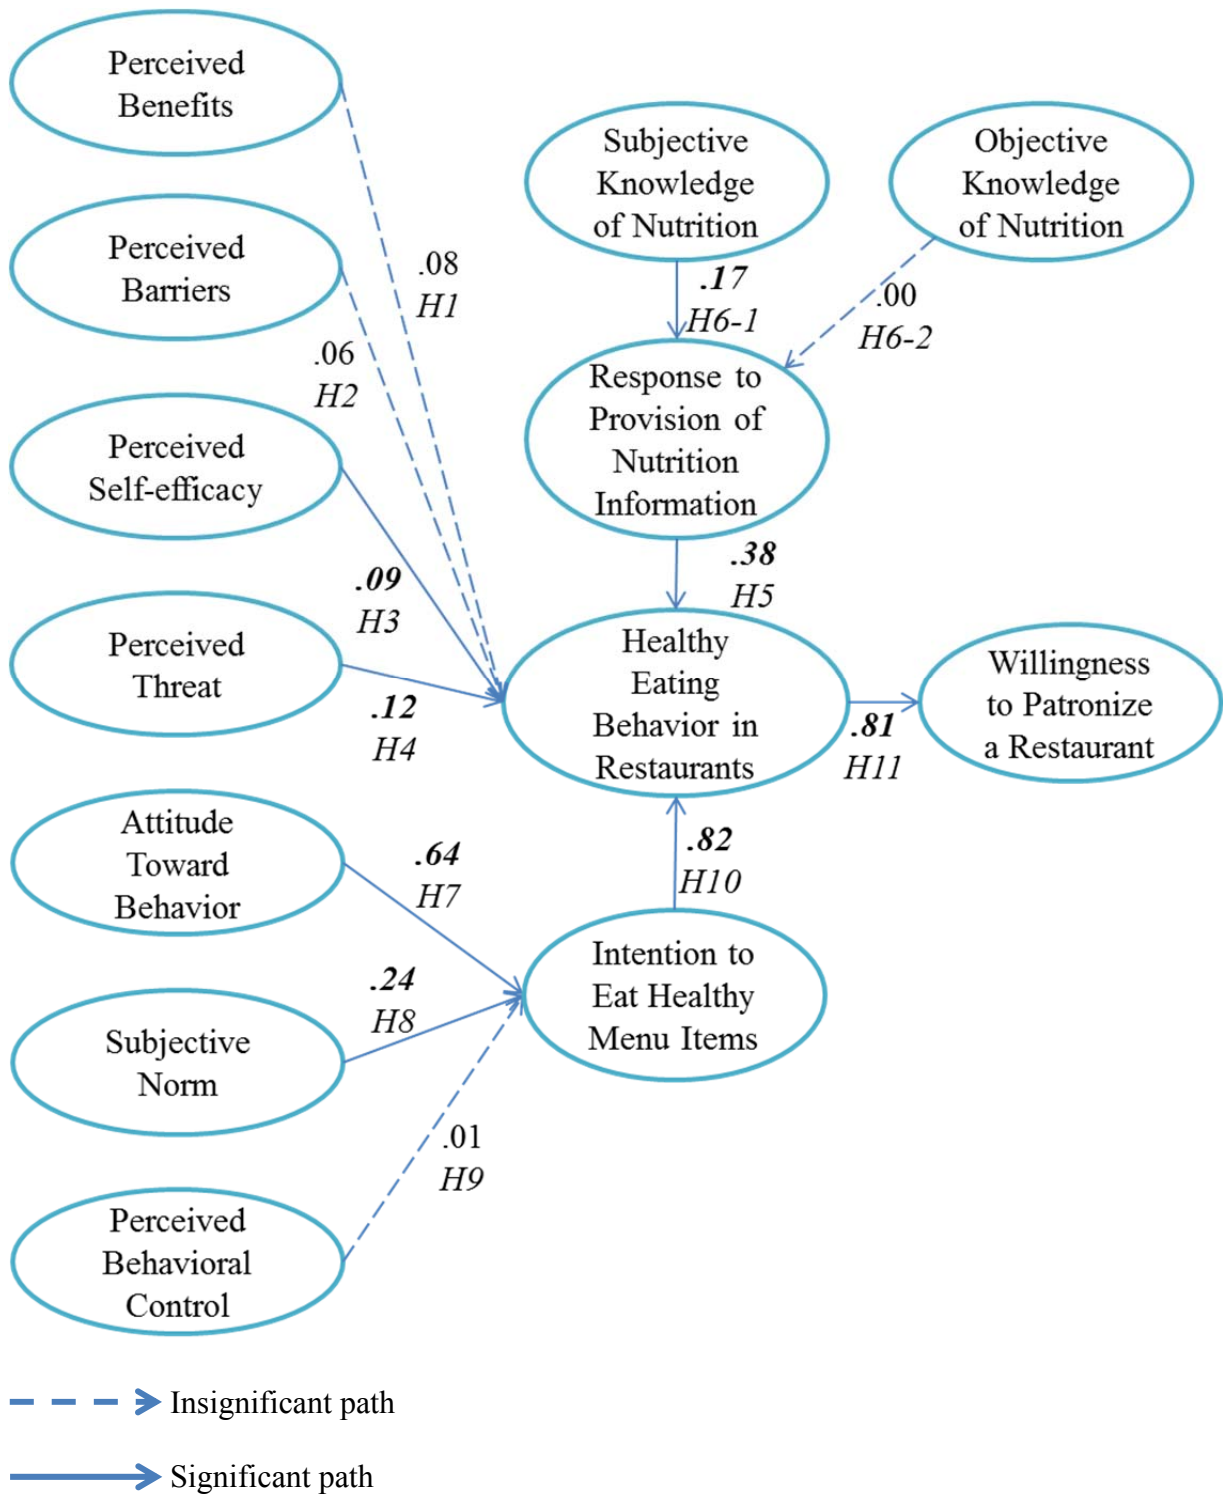 Perceived
Benefits
Subjective
Knowledge
of Nutrition
Objective
Knowledge
of Nutrition
Perceived
Barriers
.08
H1
.17
H6-1
.00
H6-2
.06
H2
Response to
Provision of
Nutrition
Information
Perceived
Self-efficacy
.38
H5
.09
H3
Perceived
Threat
.12
H4
Healthy
Eating
Behavior in
Restaurants
.81
H11
Willingness
to Patronize
a Restaurant
Attitude
Toward
Behavior
.64
H7
.82
H10
.24
H8
Intention to
Eat Healthy
Menu Items
Subjective
Norm
.01
H9
Perceived
Behavioral
Control
Insignificant path
Significant path